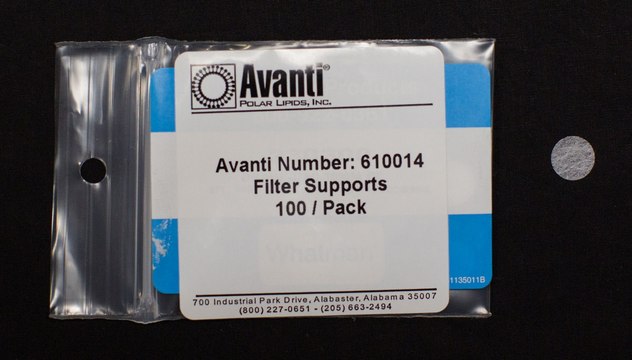 Avanti®
POLAR LIPIDS, INC.
Avanti Number: 610014
Filter Supports
100 / Pack
Whatman
1135011B
700 Industrial Park Drive, Alabaster, Alabama 35007
(800) 227-0651 - (205) 663-2494